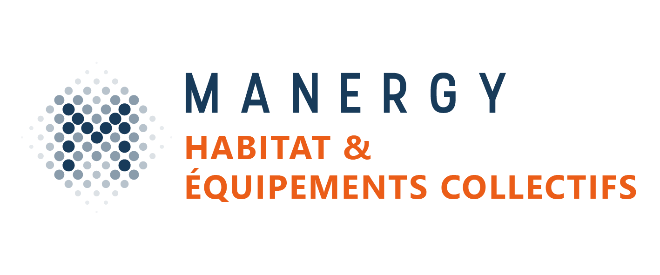 MANERGY
HABITAT &
ÉQUIPEMENTS COLLECTIFS